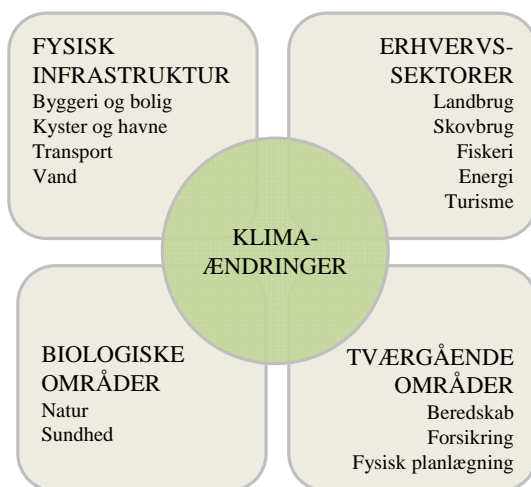 FYSISK
INFRASTRUKTUR
Byggeri og bolig
Kyster og havne
Transport
Vand
ERHVERVS-
SEKTORER
Landbrug
Skovbrug
Fiskeri
Energi
Turisme
KLIMA-
ÆNDRINGER
BIOLOGISKE
OMRÅDER
Natur
Sundhed
TVÆRGÅENDE
OMRÅDER
Beredskab
Forsikring
Fysisk planlægning